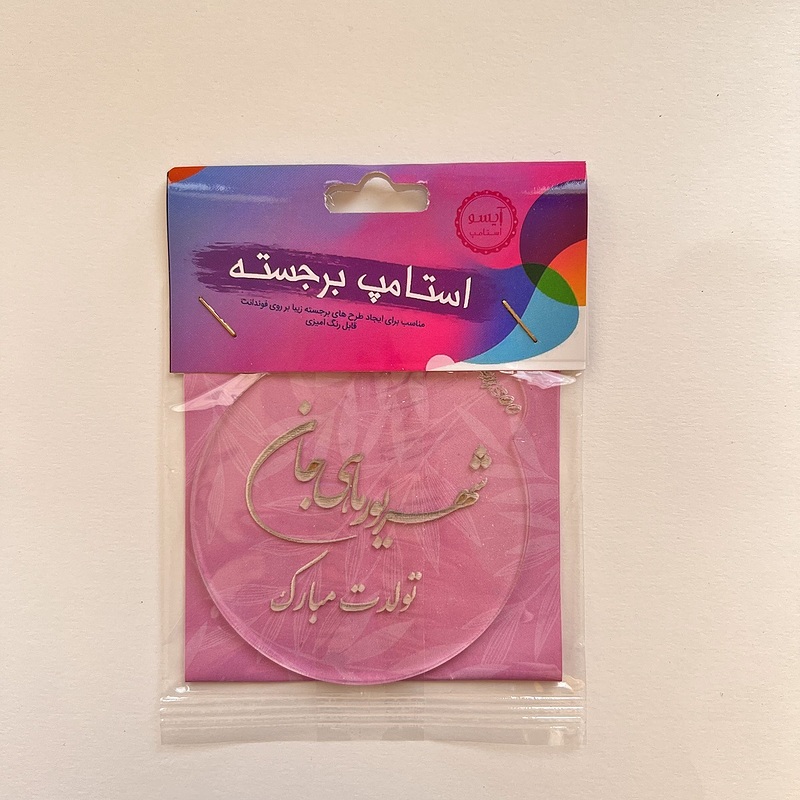 آیسو
استامپ
استامپ برجسته
مناسب برای ایجاد طرح های برجسته زیبا بر روی فوندانت
قابل رنگ آمیزی
شهریورمای جان
تولدت مبارک